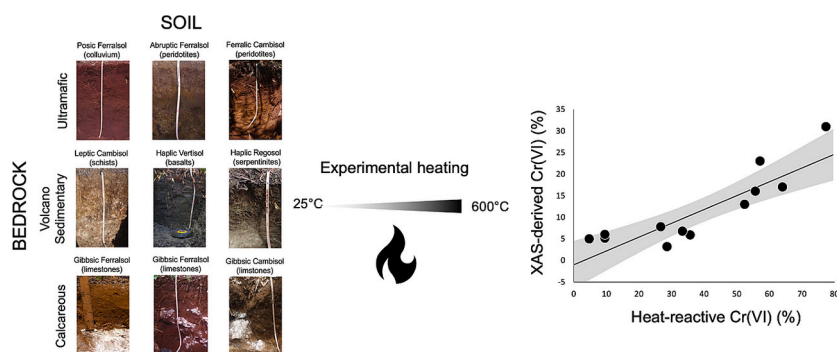 SOIL
Posic Ferralsol
(colluvium)
Abruptic Ferralsol
(peridotites)
Ferralic Cambisol
(peridotites)
Ultramafic
Leptic Cambisol
(schists)
Haplic Vertisol
(basalts)
Haplic Regosol
(serpentinites)
BEDROCK
Volcano
Sedimentary
Gibbsic Ferralsol
(limestones)
Gibbsic Ferralsol
(limestones)
Gibbsic Cambisol
(limstones)
Calcareous
Experimental heating
25°C
600°C
XAS-derived Cr(VI) (%)
35
30
25
20
15
10
5
0
-5
0 10 20 30 40 50 60 70 80
Heat-reactive Cr(VI) (%)